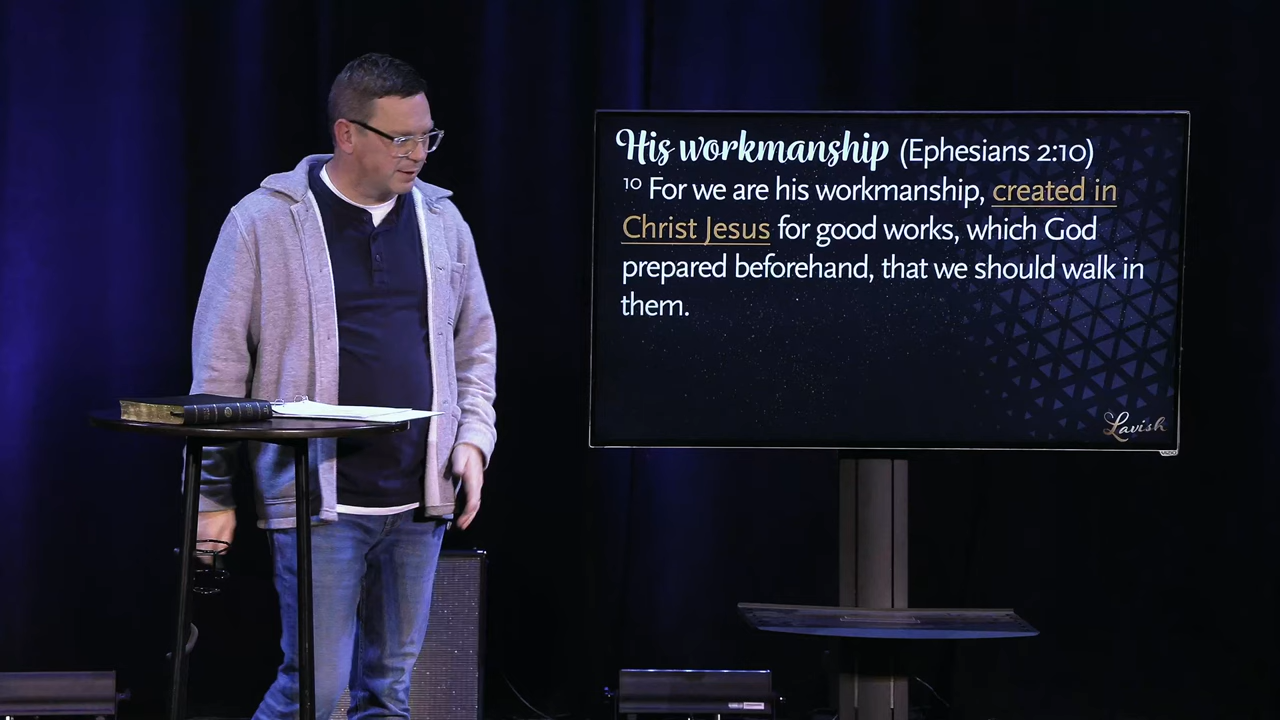 His workmanship (Ephesians 2:10)
10 For we are his workmanship, created in
Christ Jesus for good works, which God
prepared beforehand, that we should walk in
them.
Lavish
VIZIO